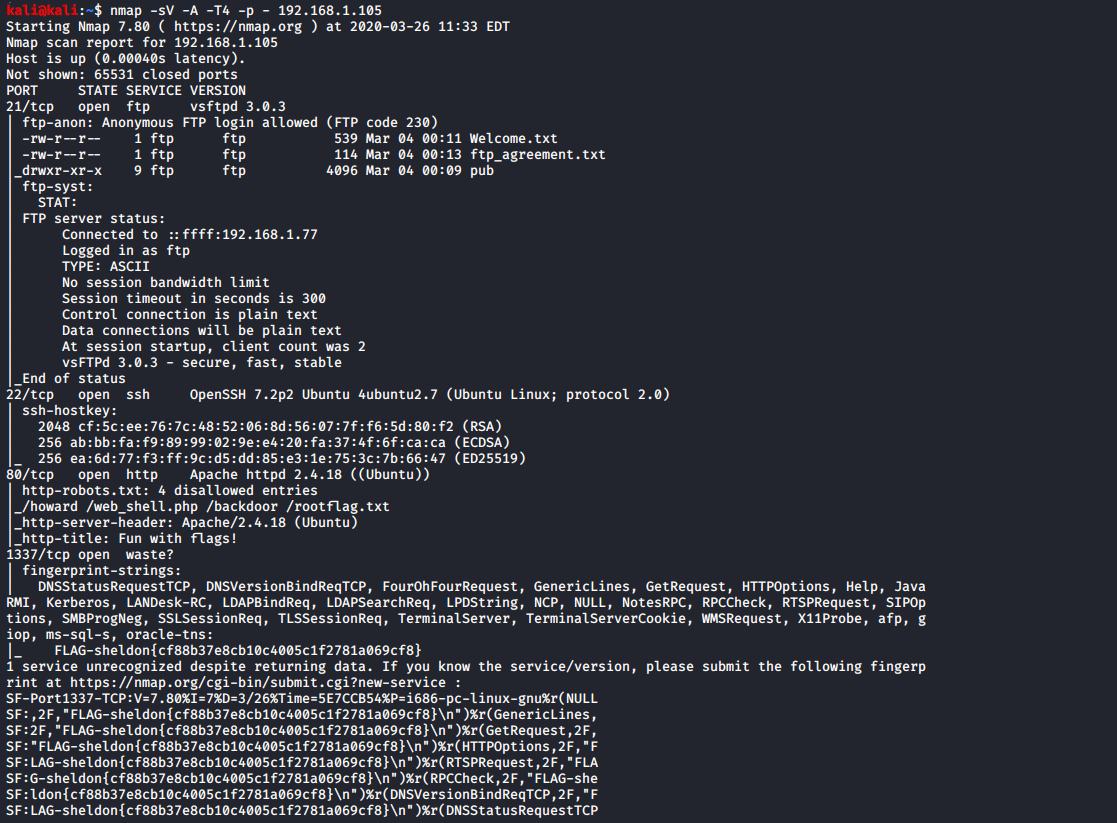 kali@kali:~$ nmap -sV -A -T4 -p - 192.168.1.105
Starting Nmap 7.80 ( https://nmap.org ) at 2020-03-26 11:33 EDT
Nmap scan report for 192.168.1.105
Host is up (0.00040s latency).
Not shown: 65531 closed ports
PORT     STATE SERVICE VERSION
21/tcp   open  ftp     vsftpd 3.0.3
| ftp-anon: Anonymous FTP login allowed (FTP code 230)
| -rw-r--r--    1 ftp      ftp           539 Mar 04 00:11 Welcome.txt
| -rw-r--r--    1 ftp      ftp           114 Mar 04 00:13 ftp_agreement.txt
|_drwxr-xr-x    9 ftp      ftp          4096 Mar 04 00:09 pub
| ftp-syst:
|   STAT:
| FTP server status:
|      Connected to ::ffff:192.168.1.77
|      Logged in as ftp
|      TYPE: ASCII
|      No session bandwidth limit
|      Session timeout in seconds is 300
|      Control connection is plain text
|      Data connections will be plain text
|      At session startup, client count was 2
|      vsFTPd 3.0.3 - secure, fast, stable
|_End of status
22/tcp   open  ssh     OpenSSH 7.2p2 Ubuntu 4ubuntu2.7 (Ubuntu Linux; protocol 2.0)
| ssh-hostkey:
|   2048 cf:5c:ee:76:7c:48:52:06:8d:56:07:7f:f6:5d:80:f2 (RSA)
|   256 ab:bb:fa:f9:89:99:02:9e:e4:20:fa:37:4f:6f:ca:ca (ECDSA)
|_  256 ea:6d:77:f3:ff:9c:d5:dd:85:e3:1e:75:3c:7b:66:47 (ED25519)
80/tcp   open  http    Apache httpd 2.4.18 ((Ubuntu))
| http-robots.txt: 4 disallowed entries
|_/howard /web_shell.php /backdoor /rootflag.txt
|_http-server-header: Apache/2.4.18 (Ubuntu)
|_http-title: Fun with flags!
1337/tcp open  waste?
| fingerprint-strings:
|   DNSStatusRequestTCP, DNSVersionBindReqTCP, FourOhFourRequest, GenericLines, GetRequest, HTTPOptions, Help, Java
RMI, Kerberos, LANDesk-RC, LDAPBindReq, LDAPSearchReq, LPDString, NCP, NULL, NotesRPC, RPCCheck, RTSPRequest, SIPOp
tions, SMBProgNeg, SSLSessionReq, TLSSessionReq, TerminalServer, TerminalServerCookie, WMSRequest, X11Probe, afp, g
iop, ms-sql-s, oracle-tns:
|_    FLAG-sheldon{cf88b37e8cb10c4005c1f2781a069cf8}
1 service unrecognized despite returning data. If you know the service/version, please submit the following fingerp
rint at https://nmap.org/cgi-bin/submit.cgi?new-service :
SF-Port1337-TCP:V=7.80%I=7%D=3/26%Time=5E7CCB54%P=i686-pc-linux-gnu%r(NULL
SF:,2F,"FLAG-sheldon{cf88b37e8cb10c4005c1f2781a069cf8}\n")%r(GenericLines,
SF:2F,"FLAG-sheldon{cf88b37e8cb10c4005c1f2781a069cf8}\n")%r(GetRequest,2F,
SF:"FLAG-sheldon{cf88b37e8cb10c4005c1f2781a069cf8}\n")%r(HTTPOptions,2F,"F
SF:LAG-sheldon{cf88b37e8cb10c4005c1f2781a069cf8}\n")%r(RTSPRequest,2F,"FLA
SF:G-sheldon{cf88b37e8cb10c4005c1f2781a069cf8}\n")%r(RPCCheck,2F,"FLAG-she
SF:ldon{cf88b37e8cb10c4005c1f2781a069cf8}\n")%r(DNSVersionBindReqTCP,2F,"F
SF:LAG-sheldon{cf88b37e8cb10c4005c1f2781a069cf8}\n")%r(DNSStatusRequestTCP